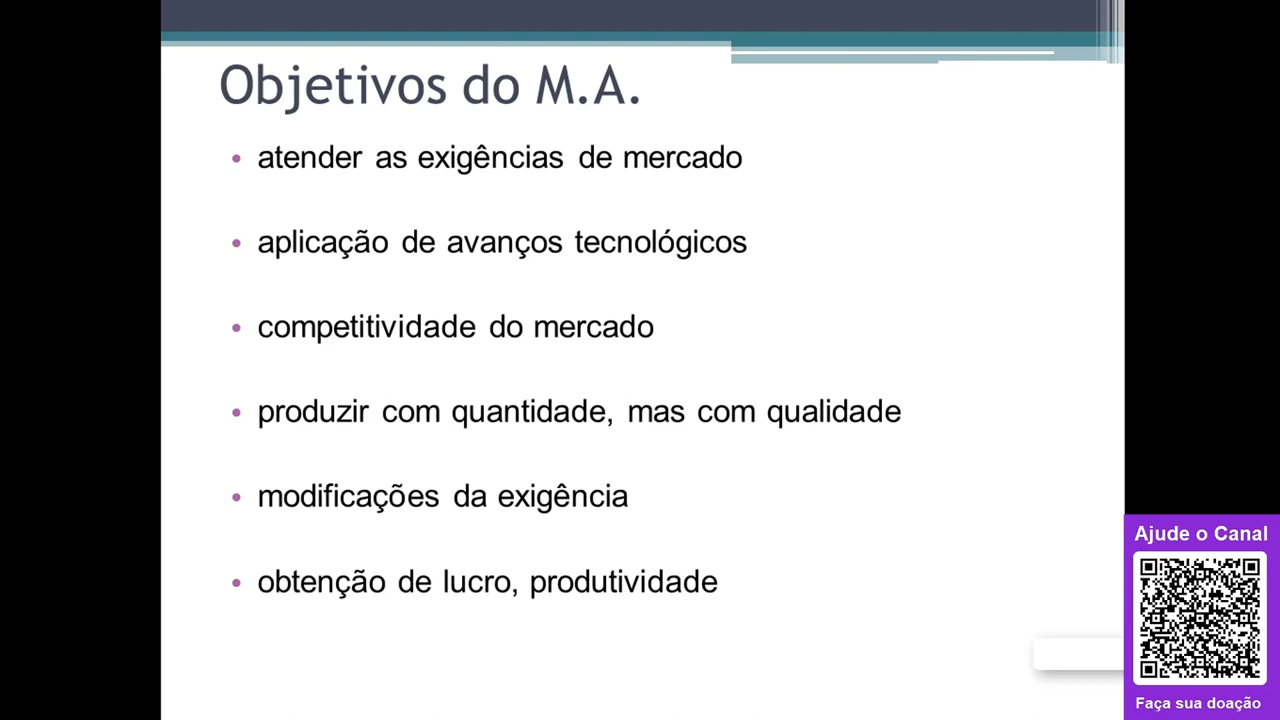 Objetivos do M.A.
• atender as exigências de mercado
• aplicação de avanços tecnológicos
• competitividade do mercado
• produzir com quantidade, mas com qualidade
• modificações da exigência
• obtenção de lucro, produtividade
Ajude o Canal
Faça sua doação